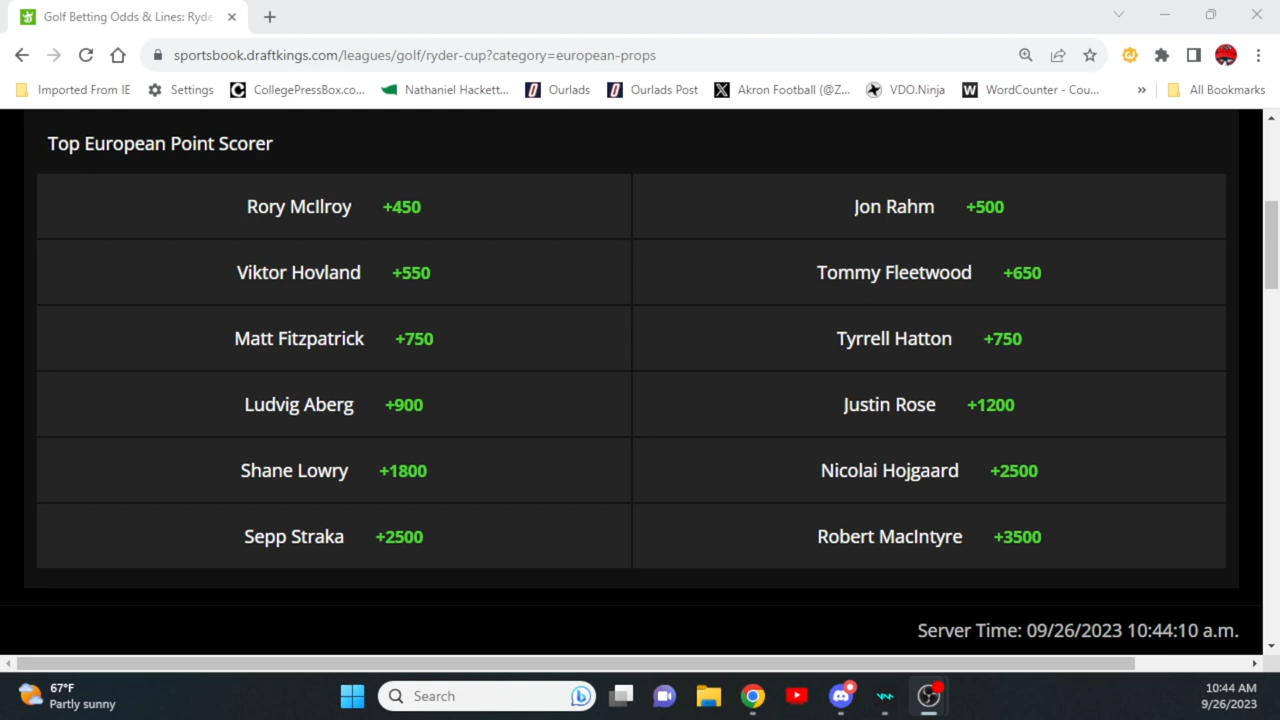 Golf Betting Odds & Lines: Ryde
sportsbook.draftkings.com/leagues/golf/ryder-cup?category=european-props
Imported From IE Settings CollegePressBox.co... Nathaniel Hackett... Ourlads Ourlads Post Akron Football (@Z... VDO.Ninja WordCounter - Cou... » All Bookmarks
Top European Point Scorer
Rory McIlroy +450 Jon Rahm +500
Viktor Hovland +550 Tommy Fleetwood +650
Matt Fitzpatrick +750 Tyrrell Hatton +750
Ludvig Aberg +900 Justin Rose +1200
Shane Lowry +1800 Nicolai Hojgaard +2500
Sepp Straka +2500 Robert MacIntyre +3500
Server Time: 09/26/2023 10:44:10 a.m.
67°F
Partly sunny
Search
10:44 AM
9/26/2023